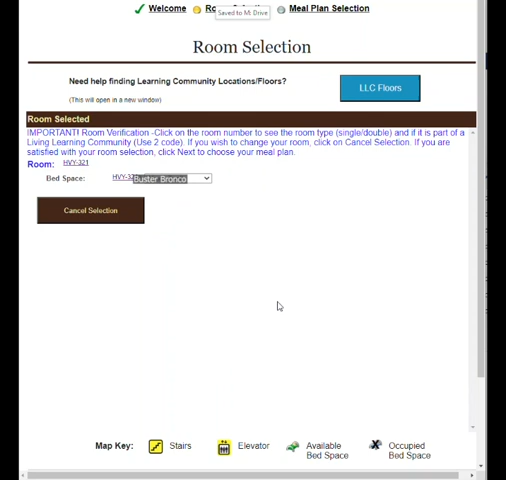 Welcome
Saved to My Drive
Meal Plan Selection
Room Selection
Need help finding Learning Community Locations/Floors?
(This will open in a new window)
LLC Floors
Room Selected
IMPORTANT! Room Verification -Click on the room number to see the room type (single/double) and if it is part of a
Living Learning Community (Use 2 code). If you wish to change your room, click on Cancel Selection. If you are
satisfied with your room selection, click Next to choose your meal plan.
Room: HVY-321
Bed Space: Buster Bronco
Cancel Selection
Map Key: Stairs Elevator Available Bed Space Occupied Bed Space